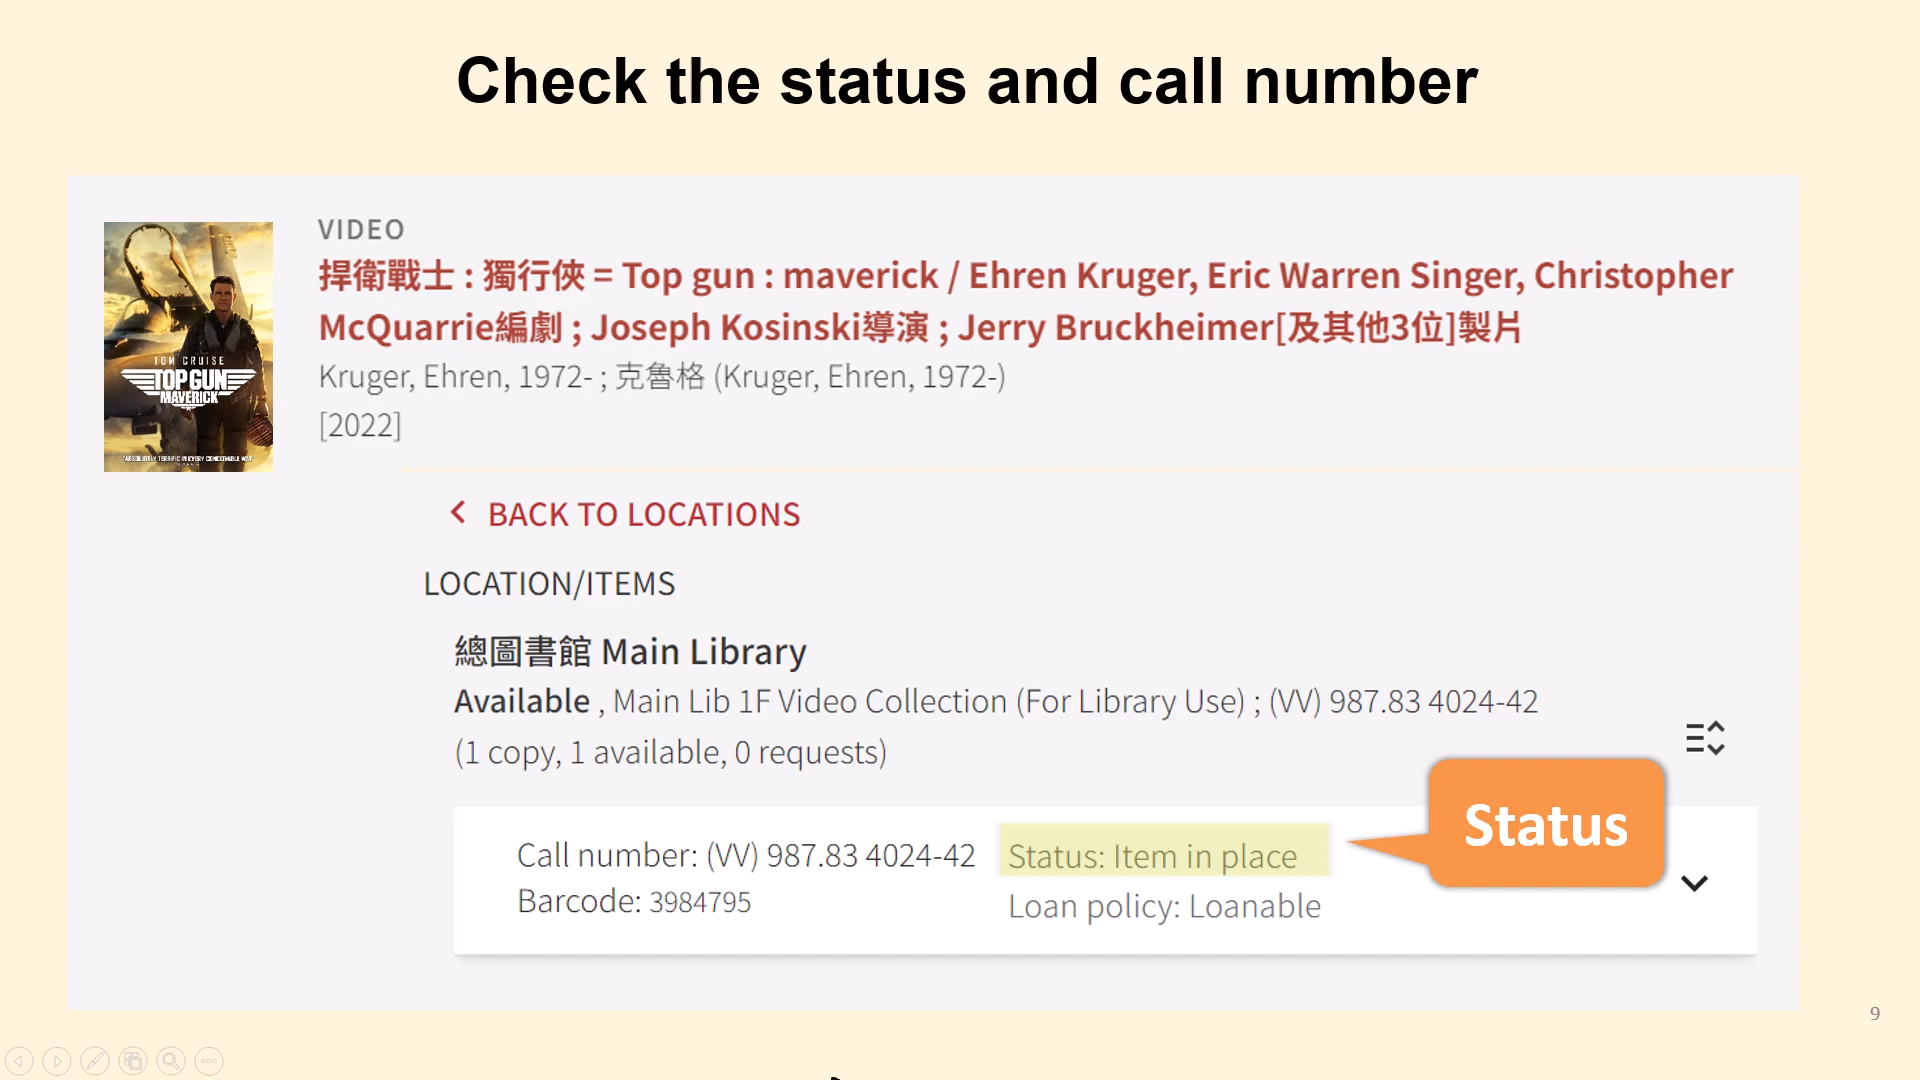 Check the status and call number
VIDEO
捍衛戰士 : 獨行俠 = Top gun : maverick / Ehren Kruger, Eric Warren Singer, Christopher
McQuarrie編劇 ; Joseph Kosinski導演 ; Jerry Bruckheimer[及其他3位]製片
Kruger, Ehren, 1972- ; 克魯格 (Kruger, Ehren, 1972-)
[2022]
TOM CRUISE
TOP GUN
MAVERICK
BACK TO LOCATIONS
LOCATION/ITEMS
總圖書館 Main Library
Available , Main Lib 1F Video Collection (For Library Use) ; (VV) 987.83 4024-42
(1 copy, 1 available, 0 requests)
Status
Call number: (VV) 987.83 4024-42
Status: Item in place
Barcode: 3984795
Loan policy: Loanable
9